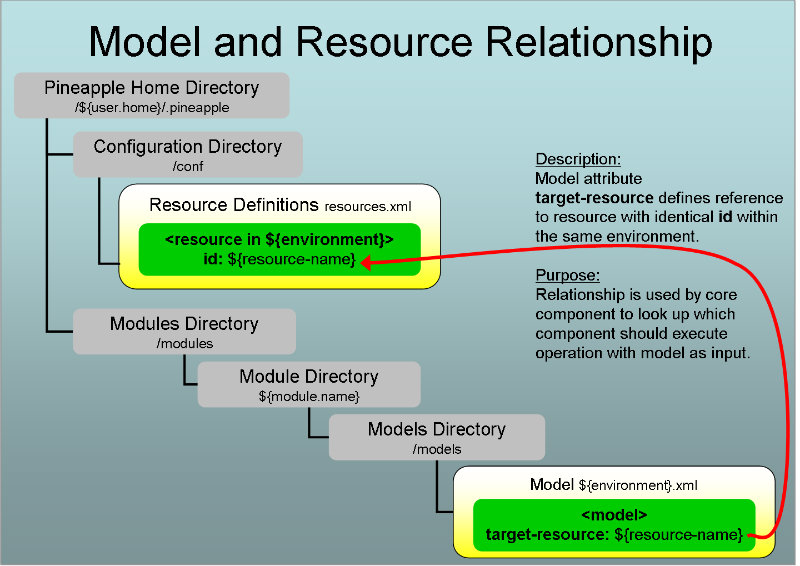 Model and Resource Relationship
Pineapple Home Directory
/${user.home}/.pineapple
Configuration Directory
/conf
Resource Definitions resources.xml
<resource in ${environment}>
id: ${resource-name}
Description:
Model attribute
target-resource defines reference
to resource with identical id within
the same environment.
Purpose:
Relationship is used by core
component to look up which
component should execute
operation with model as input.
Modules Directory
/modules
Module Directory
${module.name}
Models Directory
/models
Model ${environment}.xml
<model>
target-resource: ${resource-name}